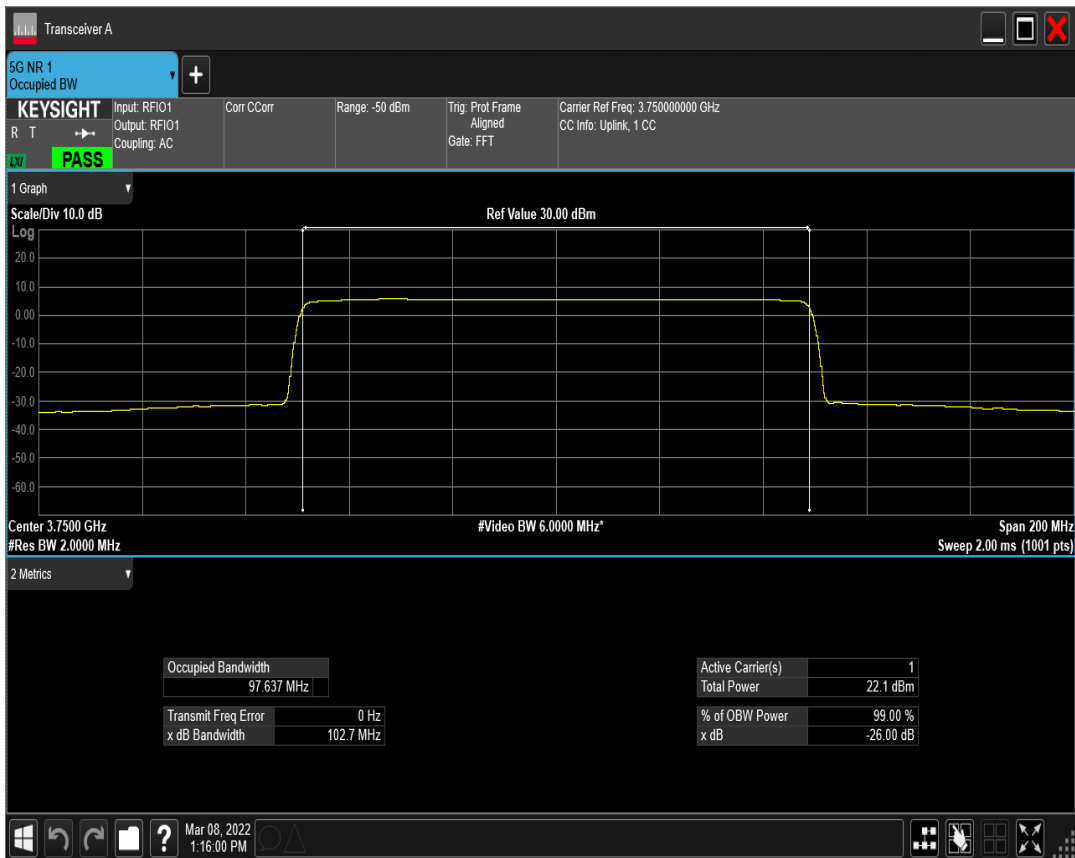 Transceiver A
5G NR 1
Occupied BW
+
KEYSIGHT
R T
LXI
PASS
Input: RFIO1
Output: RFIO1
Coupling: AC
Corr CCorr
Range: -50 dBm
Trig: Prot Frame
Aligned
Gate: FFT
Carrier Ref Freq: 3.750000000 GHz
CC Info: Uplink, 1 CC
1 Graph
Scale/Div 10.0 dB
Ref Value 30.00 dBm
Log
20.0
10.0
0.00
-10.0
-20.0
-30.0
-40.0
-50.0
-60.0
Center 3.7500 GHz
#Video BW 6.0000 MHz*
Span 200 MHz
#Res BW 2.0000 MHz
Sweep 2.00 ms (1001 pts)
2 Metrics
Occupied Bandwidth
97.637 MHz
Transmit Freq Error 0 Hz
x dB Bandwidth 102.7 MHz
Active Carrier(s) 1
Total Power 22.1 dBm
% of OBW Power 99.00 %
x dB -26.00 dB
?
Mar 08, 2022
1:16:00 PM